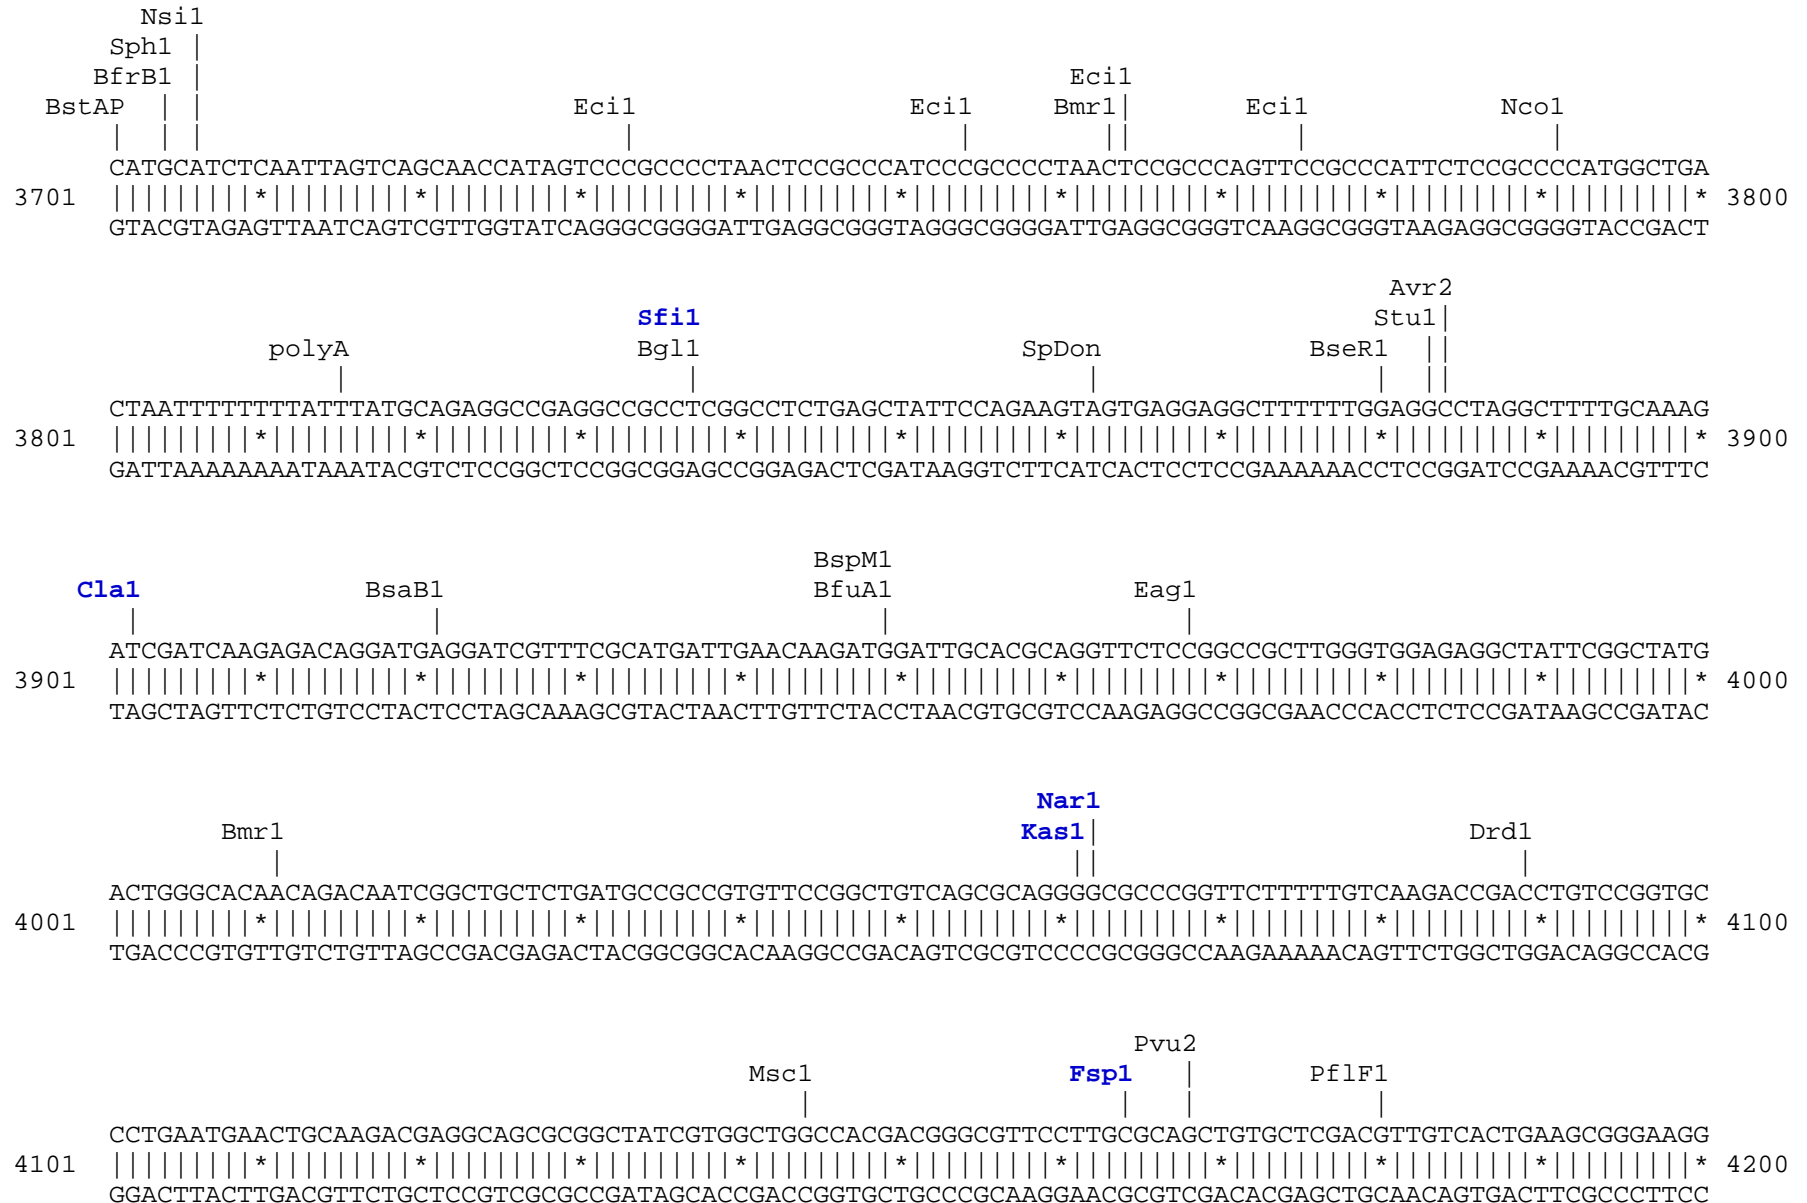 Nsi1
Sph1 |
BfrB1 | Eci1
BstAP | | Eci1 Eci1 Bmr1| Eci1 Nco1
| | | | | || | |
CATGCATCTCAATTAGTCAGCAACCATAGTCCCGCCCCTAACTCCGCCCATCCCGCCCCTAACTCCGCCCAGTTCCGCCCATTCTCCGCCCCATGGCTGA
3701 |||||||||*|||||||||*|||||||||*|||||||||*|||||||||*|||||||||*|||||||||*|||||||||*|||||||||*|||||||||* 3800
GTACGTAGAGTTAATCAGTCGTTGGTATCAGGGCGGGGATTGAGGCGGGTAGGGCGGGGATTGAGGCGGGTCAAGGCGGGTAAGAGGCGGGGTACCGACT
Avr2
Sfi1 Stu1|
polyA Bgl1 SpDon BseR1 ||
| | | | ||
CTAATTTTTTTTATTTATGCAGAGGCCGAGGCCGCCTCGGCCTCTGAGCTATTCCAGAAGTAGTGAGGAGGCTTTTTTGGAGGCCTAGGCTTTTGCAAAG
3801 |||||||||*|||||||||*|||||||||*|||||||||*|||||||||*|||||||||*|||||||||*|||||||||*|||||||||*|||||||||* 3900
GATTAAAAAAAATAAATACGTCTCCGGCTCCGGCGGAGCCGGAGACTCGATAAGGTCTTCATCACTCCTCCGAAAAAACCTCCGGATCCGAAAACGTTTC
BspM1
Cla1 BsaB1 BfuA1 Eag1
| | | |
ATCGATCAAGAGACAGGATGAGGATCGTTTCGCATGATTGAACAAGATGGATTGCACGCAGGTTCTCCGGCCGCTTGGGTGGAGAGGCTATTCGGCTATG
3901 |||||||||*|||||||||*|||||||||*|||||||||*|||||||||*|||||||||*|||||||||*|||||||||*|||||||||*|||||||||* 4000
TAGCTAGTTCTCTGTCCTACTCCTAGCAAAGCGTACTAACTTGTTCTACCTAACGTGCGTCCAAGAGGCCGGCGAACCCACCTCTCCGATAAGCCGATAC
Nar1
Bmr1 Kas1| Drd1
| || |
ACTGGGCACAACAGACAATCGGCTGCTCTGATGCCGCCGTGTTCCGGCTGTCAGCGCAGGGGCGCCCGGTTCTTTTTGTCAAGACCGACCTGTCCGGTGC
4001 |||||||||*|||||||||*|||||||||*|||||||||*|||||||||*|||||||||*|||||||||*|||||||||*|||||||||*|||||||||* 4100
TGACCCGTGTTGTCTGTTAGCCGACGAGACTACGGCGGCACAAGGCCGACAGTCGCGTCCCCGCGGGCCAAGAAAAACAGTTCTGGCTGGACAGGCCACG
Pvu2
Msc1 Fsp1 | PflF1
| | | |
CCTGAATGAACTGCAAGACGAGGCAGCGCGGCTATCGTGGCTGGCCACGACGGGCGTTCCTTGCGCAGCTGTGCTCGACGTTGTCACTGAAGCGGGAAGG
4101 |||||||||*|||||||||*|||||||||*|||||||||*|||||||||*|||||||||*|||||||||*|||||||||*|||||||||*|||||||||* 4200
GGACTTACTTGACGTTCTGCTCCGTCGCGCCGATAGCACCGACCGGTGCTGCCCGCAAGGAACGCGTCGACACGAGCTGCAACAGTGACTTCGCCCTTCC